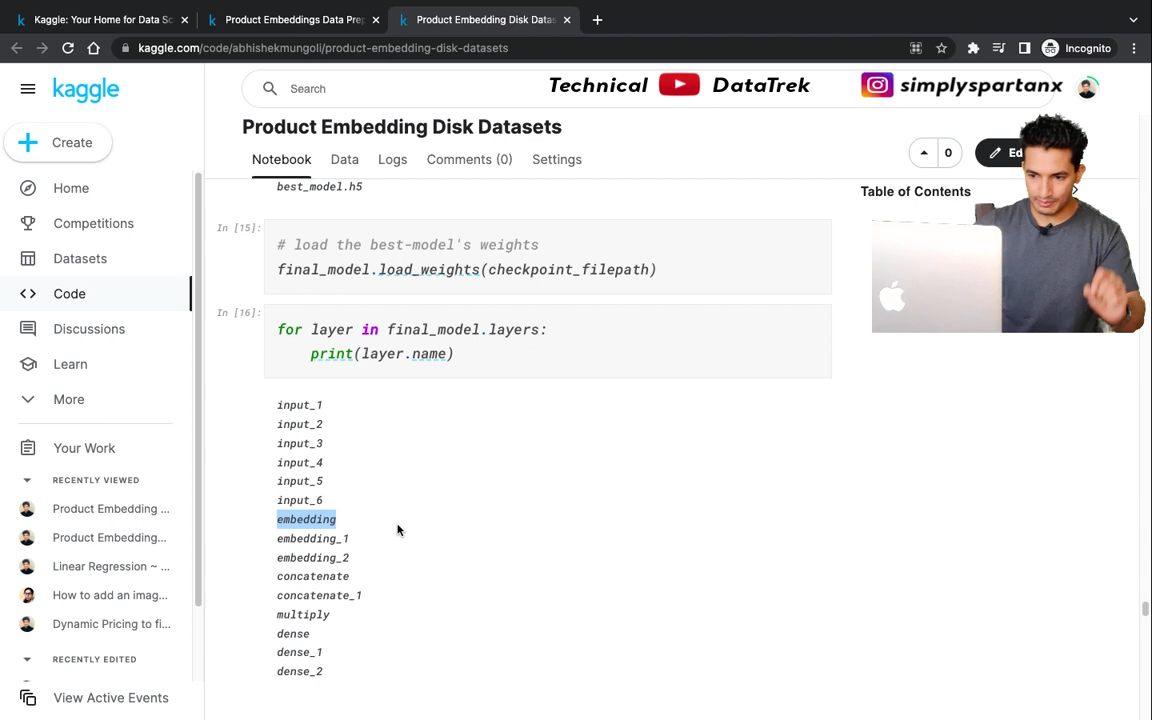 Kaggle: Your Home for Data Sc
Product Embeddings Data Prep
Product Embedding Disk Datas
kaggle.com/code/abhishekmungoli/product-embedding-disk-datasets
Incognito
kaggle
Search
Technical DataTrek
simplyspartanx
Create
Home
Competitions
Datasets
Code
Discussions
Learn
More
Your Work
RECENTLY VIEWED
Product Embedding ...
Product Embedding...
Linear Regression ~ ...
How to add an imag...
Dynamic Pricing to fi...
RECENTLY EDITED
View Active Events
Product Embedding Disk Datasets
0
Ed
Notebook Data Logs Comments (0) Settings
Table of Contents
best_model.h5
In [15]:
# load the best-model's weights
final_model.load_weights(checkpoint_filepath)
In [16]:
for layer in final_model.layers:
print(layer.name)
input_1
input_2
input_3
input_4
input_5
input_6
embedding
embedding_1
embedding_2
concatenate
concatenate_1
multiply
dense
dense_1
dense_2